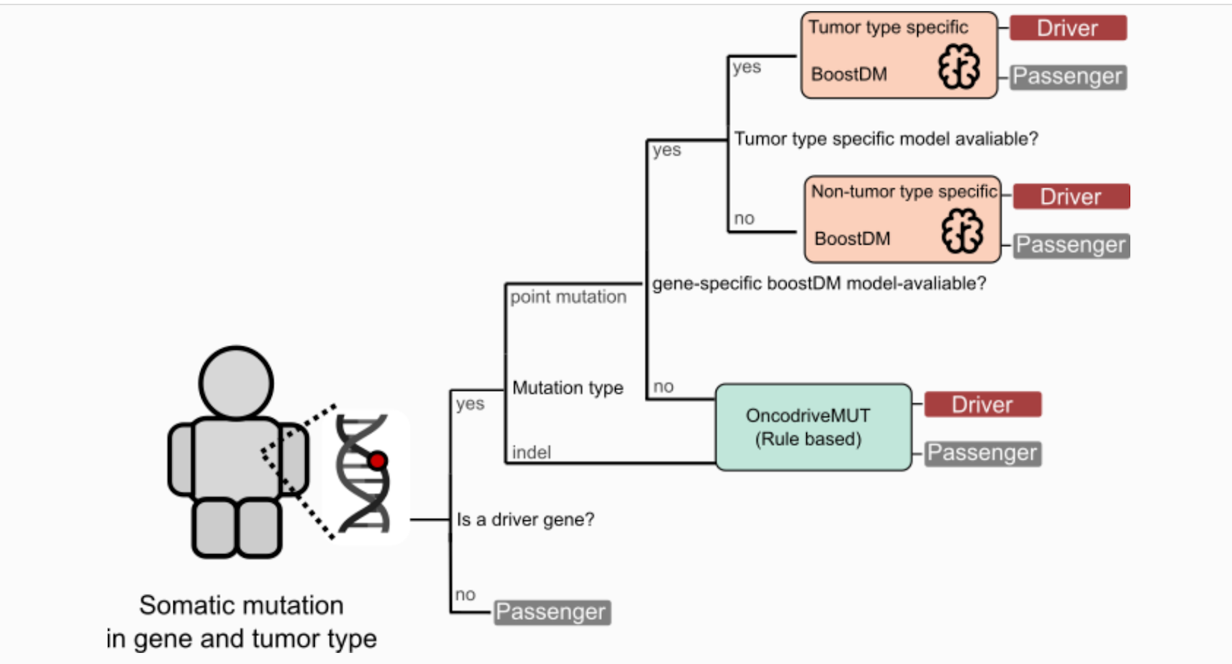 Tumor type specific
Driver
BoostDM
Passenger
yes
Tumor type specific model avaliable?
yes
Non-tumor type specific
Driver
no
BoostDM
Passenger
gene-specific boostDM model-avaliable?
point mutation
Mutation type
no
yes
OncodriveMUT
(Rule based)
Driver
Passenger
indel
Is a driver gene?
no
Passenger
Somatic mutation
in gene and tumor type